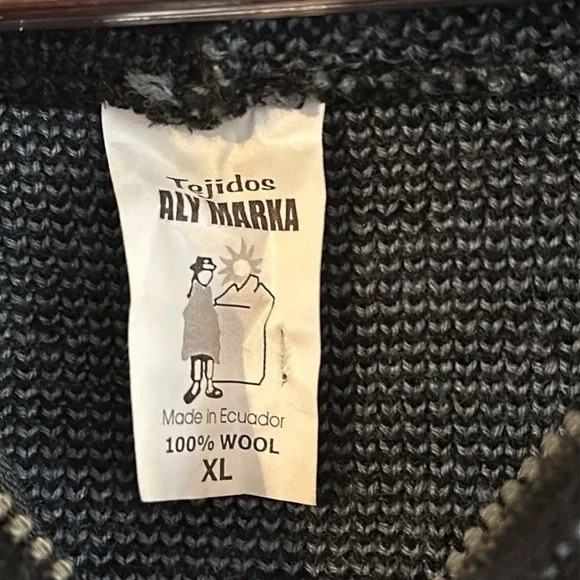 Tejidos
ALY MARKA
Made in Ecuador
100% WOOL
XL